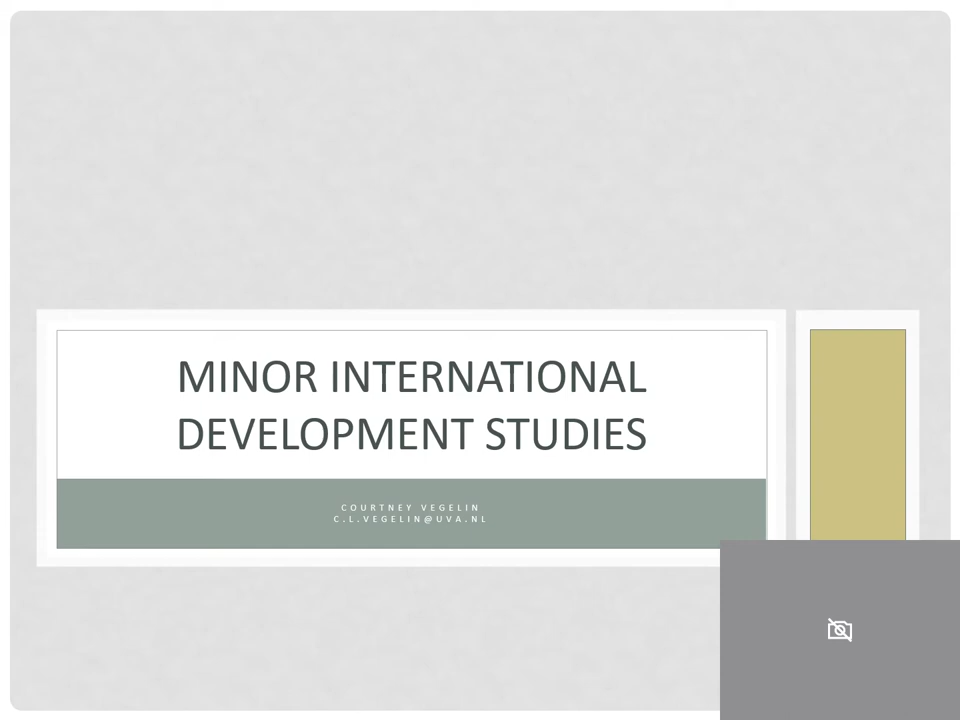 MINOR INTERNATIONAL
DEVELOPMENT STUDIES
COURTNEY VEGELIN
C.L.VEGELIN@UVA.NL